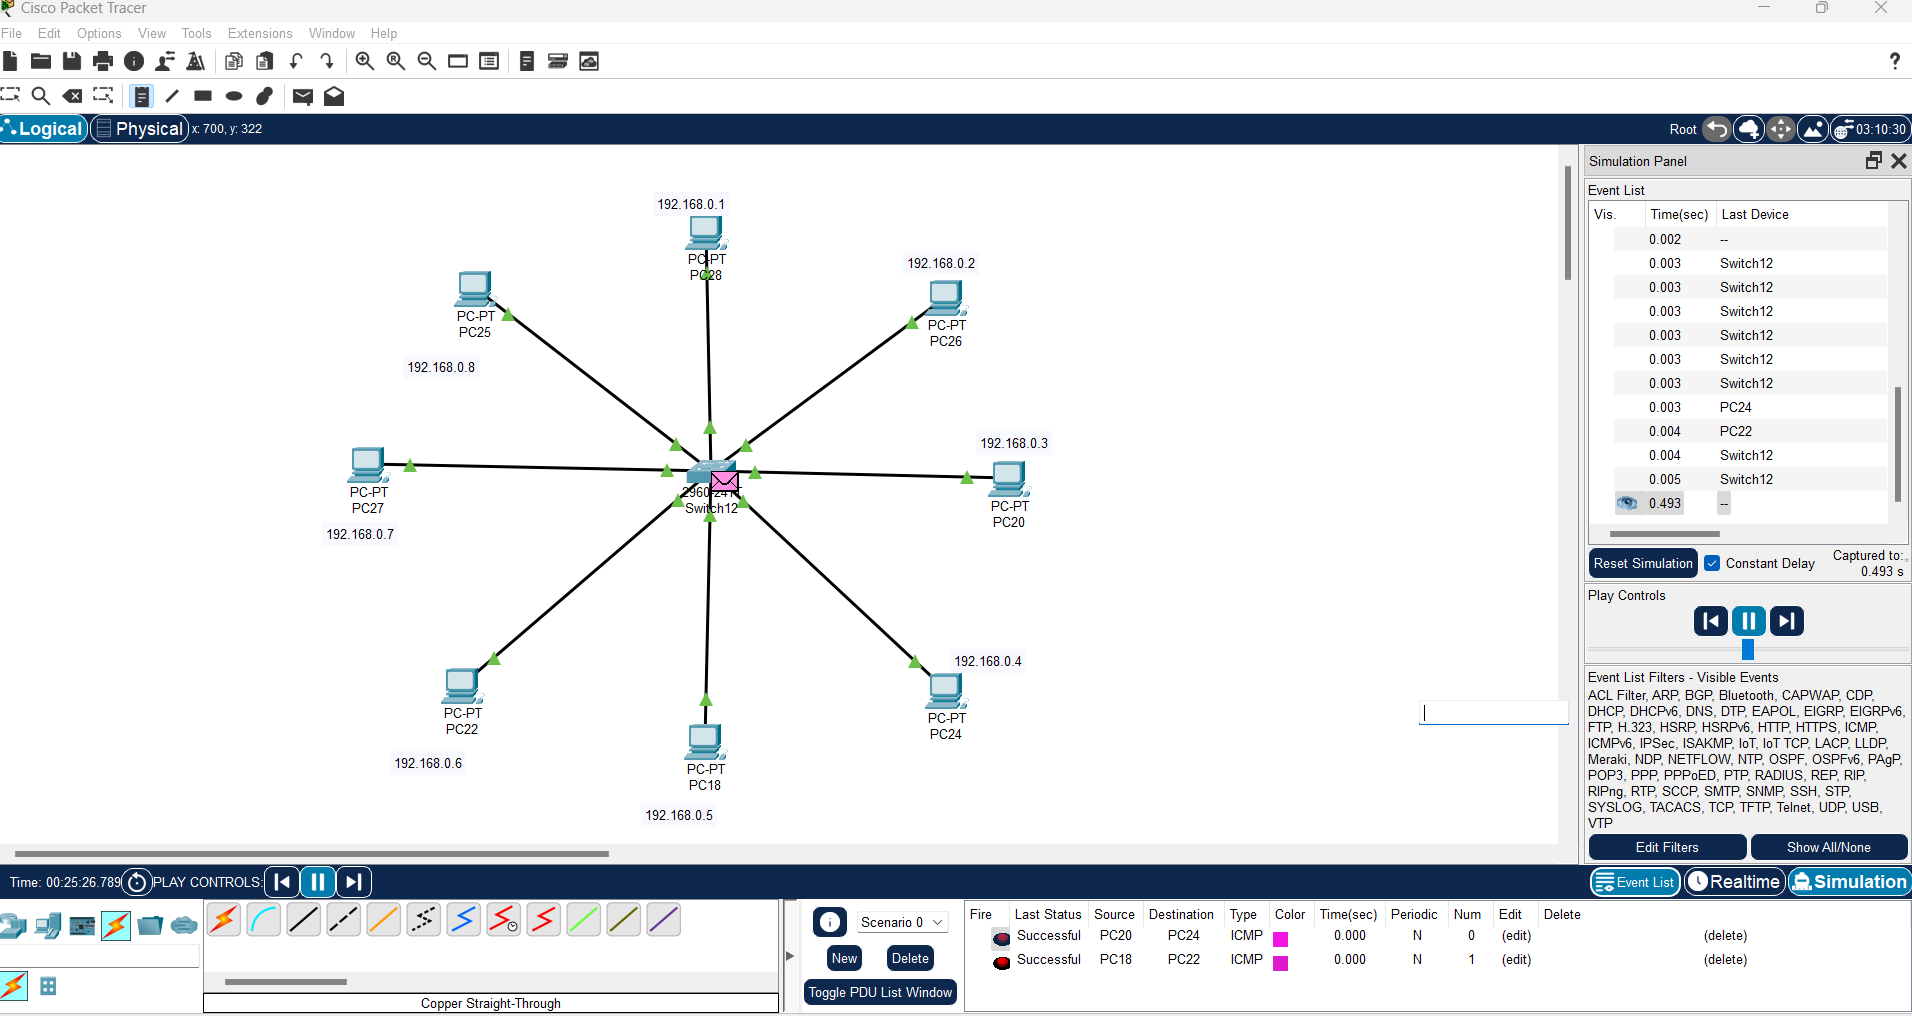 Cisco Packet Tracer
File Edit Options View Tools Extensions Window Help
Logical Physical x: 700, y: 322 Root 03:10:30
192.168.0.1
PC-PT
PC28
192.168.0.2
PC-PT
PC26
PC-PT
PC25
192.168.0.8
192.168.0.3
PC-PT
PC20
PC-PT
PC27
192.168.0.7
Switch12
192.168.0.4
PC-PT
PC24
PC-PT
PC22
192.168.0.6
PC-PT
PC18
192.168.0.5
Simulation Panel
Event List
Vis. Time(sec) Last Device
0.002 --
0.003 Switch12
0.003 Switch12
0.003 Switch12
0.003 Switch12
0.003 Switch12
0.003 Switch12
0.003 PC24
0.004 PC22
0.004 Switch12
0.005 Switch12
0.493 --
Reset Simulation Constant Delay Captured to:
0.493 s
Play Controls
Event List Filters - Visible Events
ACL Filter, ARP, BGP, Bluetooth, CAPWAP, CDP,
DHCP, DHCPv6, DNS, DTP, EAPOL, EIGRP, EIGRPv6,
FTP, H.323, HSRP, HSRPv6, HTTP, HTTPS, ICMP,
ICMPv6, IPSec, ISAKMP, IoT, IoT TCP, LACP, LLDP,
Meraki, NDP, NETFLOW, NTP, OSPF, OSPFv6, PAgP,
POP3, PPP, PPPoED, PTP, RADIUS, REP, RIP,
RIPng, RTP, SCCP, SMTP, SNMP, SSH, STP,
SYSLOG, TACACS, TCP, TFTP, Telnet, UDP, USB,
VTP
Edit Filters Show All/None
Time: 00:25:26.789 PLAY CONTROLS: Event List Realtime Simulation
Scenario 0
New Delete
Toggle PDU List Window
Copper Straight-Through
Fire Last Status Source Destination Type Color Time(sec) Periodic Num Edit Delete
Successful PC20 PC24 ICMP 0.000 N 0 (edit) (delete)
Successful PC18 PC22 ICMP 0.000 N 1 (edit) (delete)